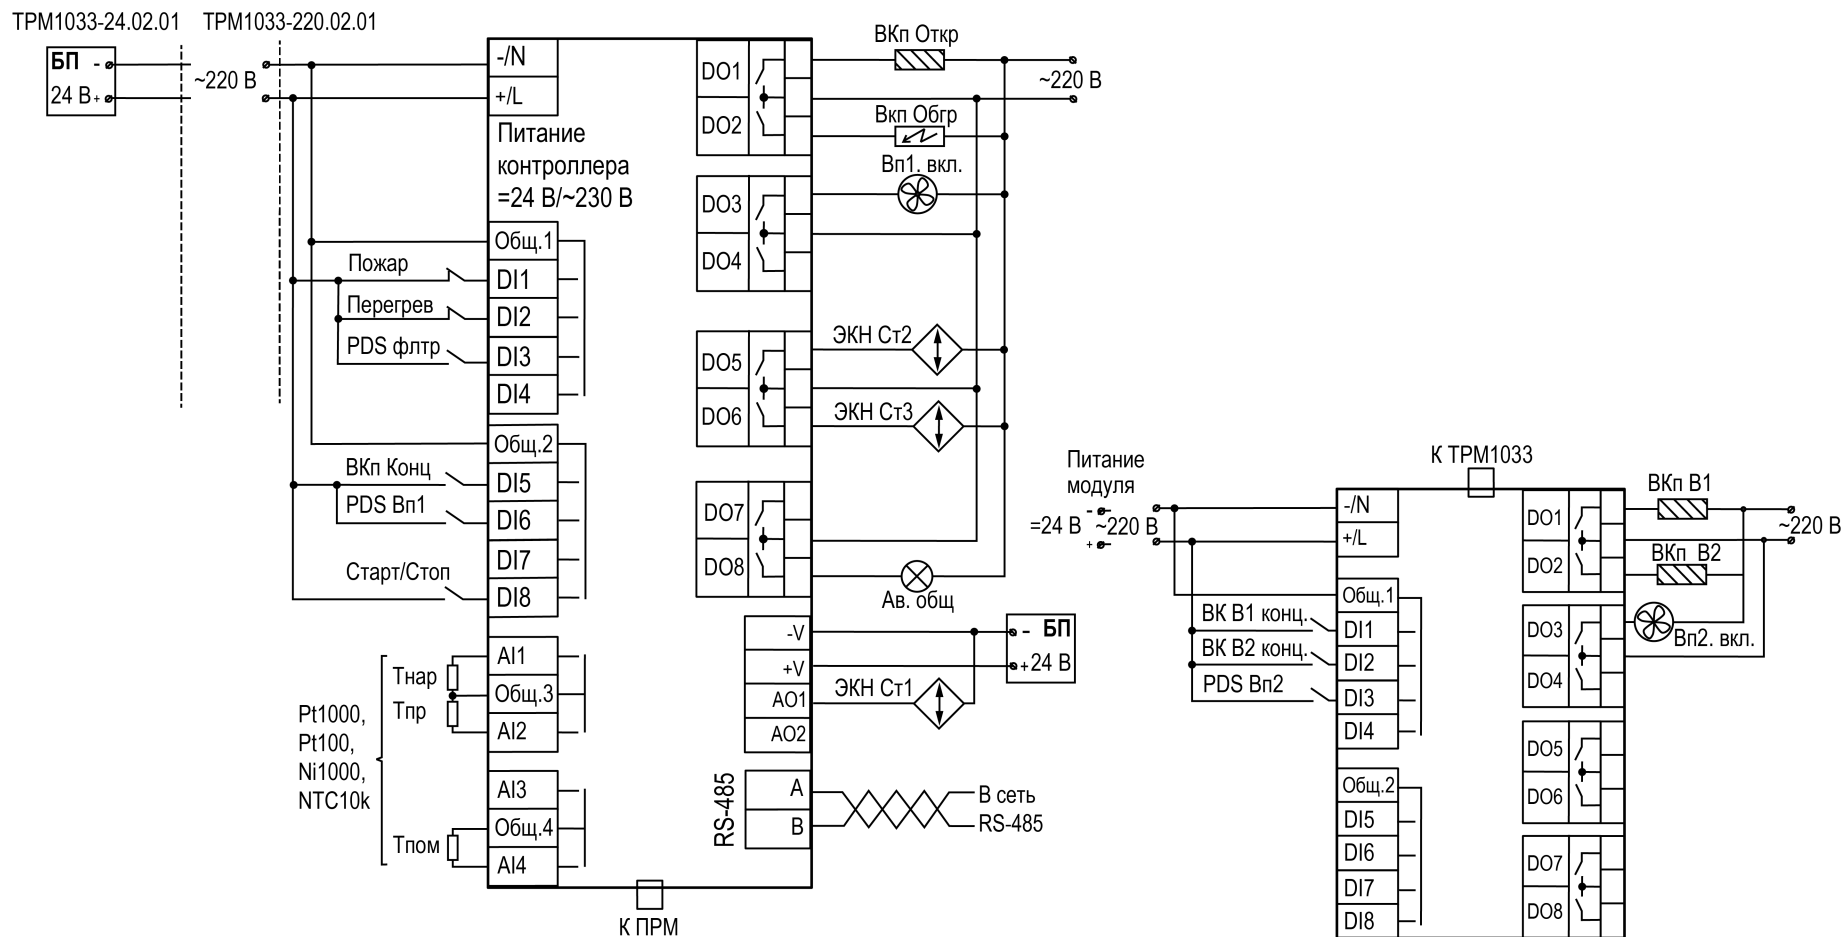 ТРМ1033-24.02.01
ТРМ1033-220.02.01
БП -
24 В +
~220 В
-/N
+/L
Питание
контроллера
=24 В/~230 В
Общ.1
Пожар
DI1
Перегрев
DI2
PDS флтр
DI3
DI4
Общ.2
ВКп Конц
DI5
PDS Вп1
DI6
DI7
Старт/Стоп
DI8
AI1
Тнар
Общ.3
Тпр
AI2
Pt1000,
Pt100,
Ni1000,
NTC10k
AI3
Общ.4
Тпом
AI4
К ПРМ
DO1
DO2
DO3
DO4
DO5
DO6
DO7
DO8
ВКп Откр
~220 В
Вкп Обгр
Вп1. вкл.
ЭКН Ст2
ЭКН Ст3
Ав. общ
-V
+V
AO1
AO2
- БП
+ 24 В
ЭКН Ст1
RS-485
A
B
В сеть
RS-485
К ТРМ1033
Питание
модуля
-
=24 В ~220 В
+
-/N
+/L
Общ.1
ВК В1 конц.
DI1
ВК В2 конц.
DI2
PDS Вп2
DI3
DI4
Общ.2
DI5
DI6
DI7
DI8
DO1
DO2
DO3
DO4
DO5
DO6
DO7
DO8
ВКп В1
~220 В
ВКп В2
Вп2. вкл.